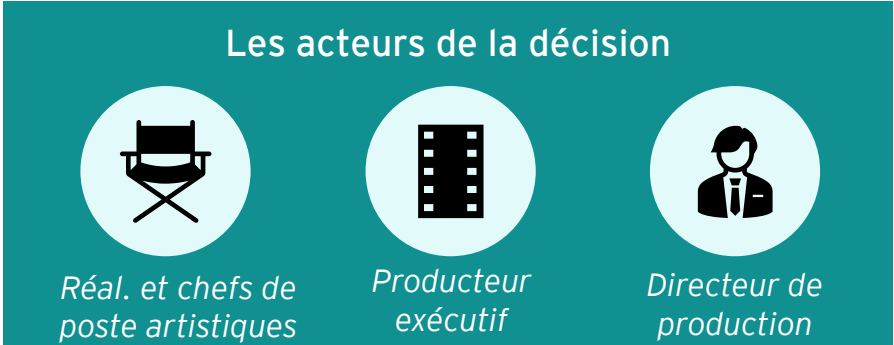 Les acteurs de la décision
Réal. et chefs de
poste artistiques
Producteur
exécutif
Directeur de
production